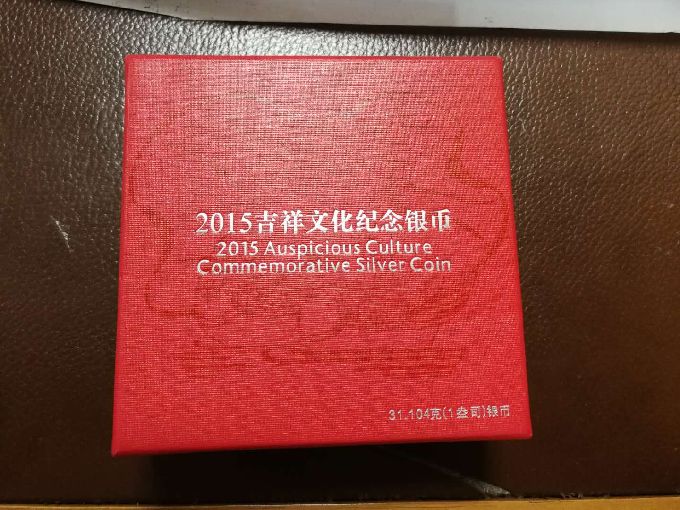 2015吉祥文化纪念银币
2015 Auspicious Culture
Commemorative Silver Coin
31.104克(1盎司)银币